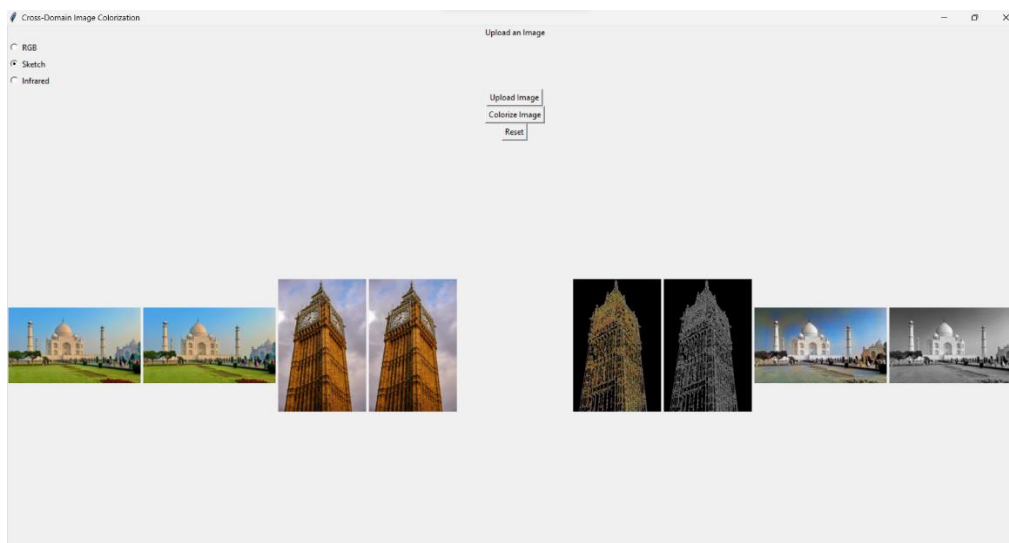 Cross-Domain Image Colorization
Upload an Image
RGB
Sketch
Infrared
Upload Image
Colorize Image
Reset